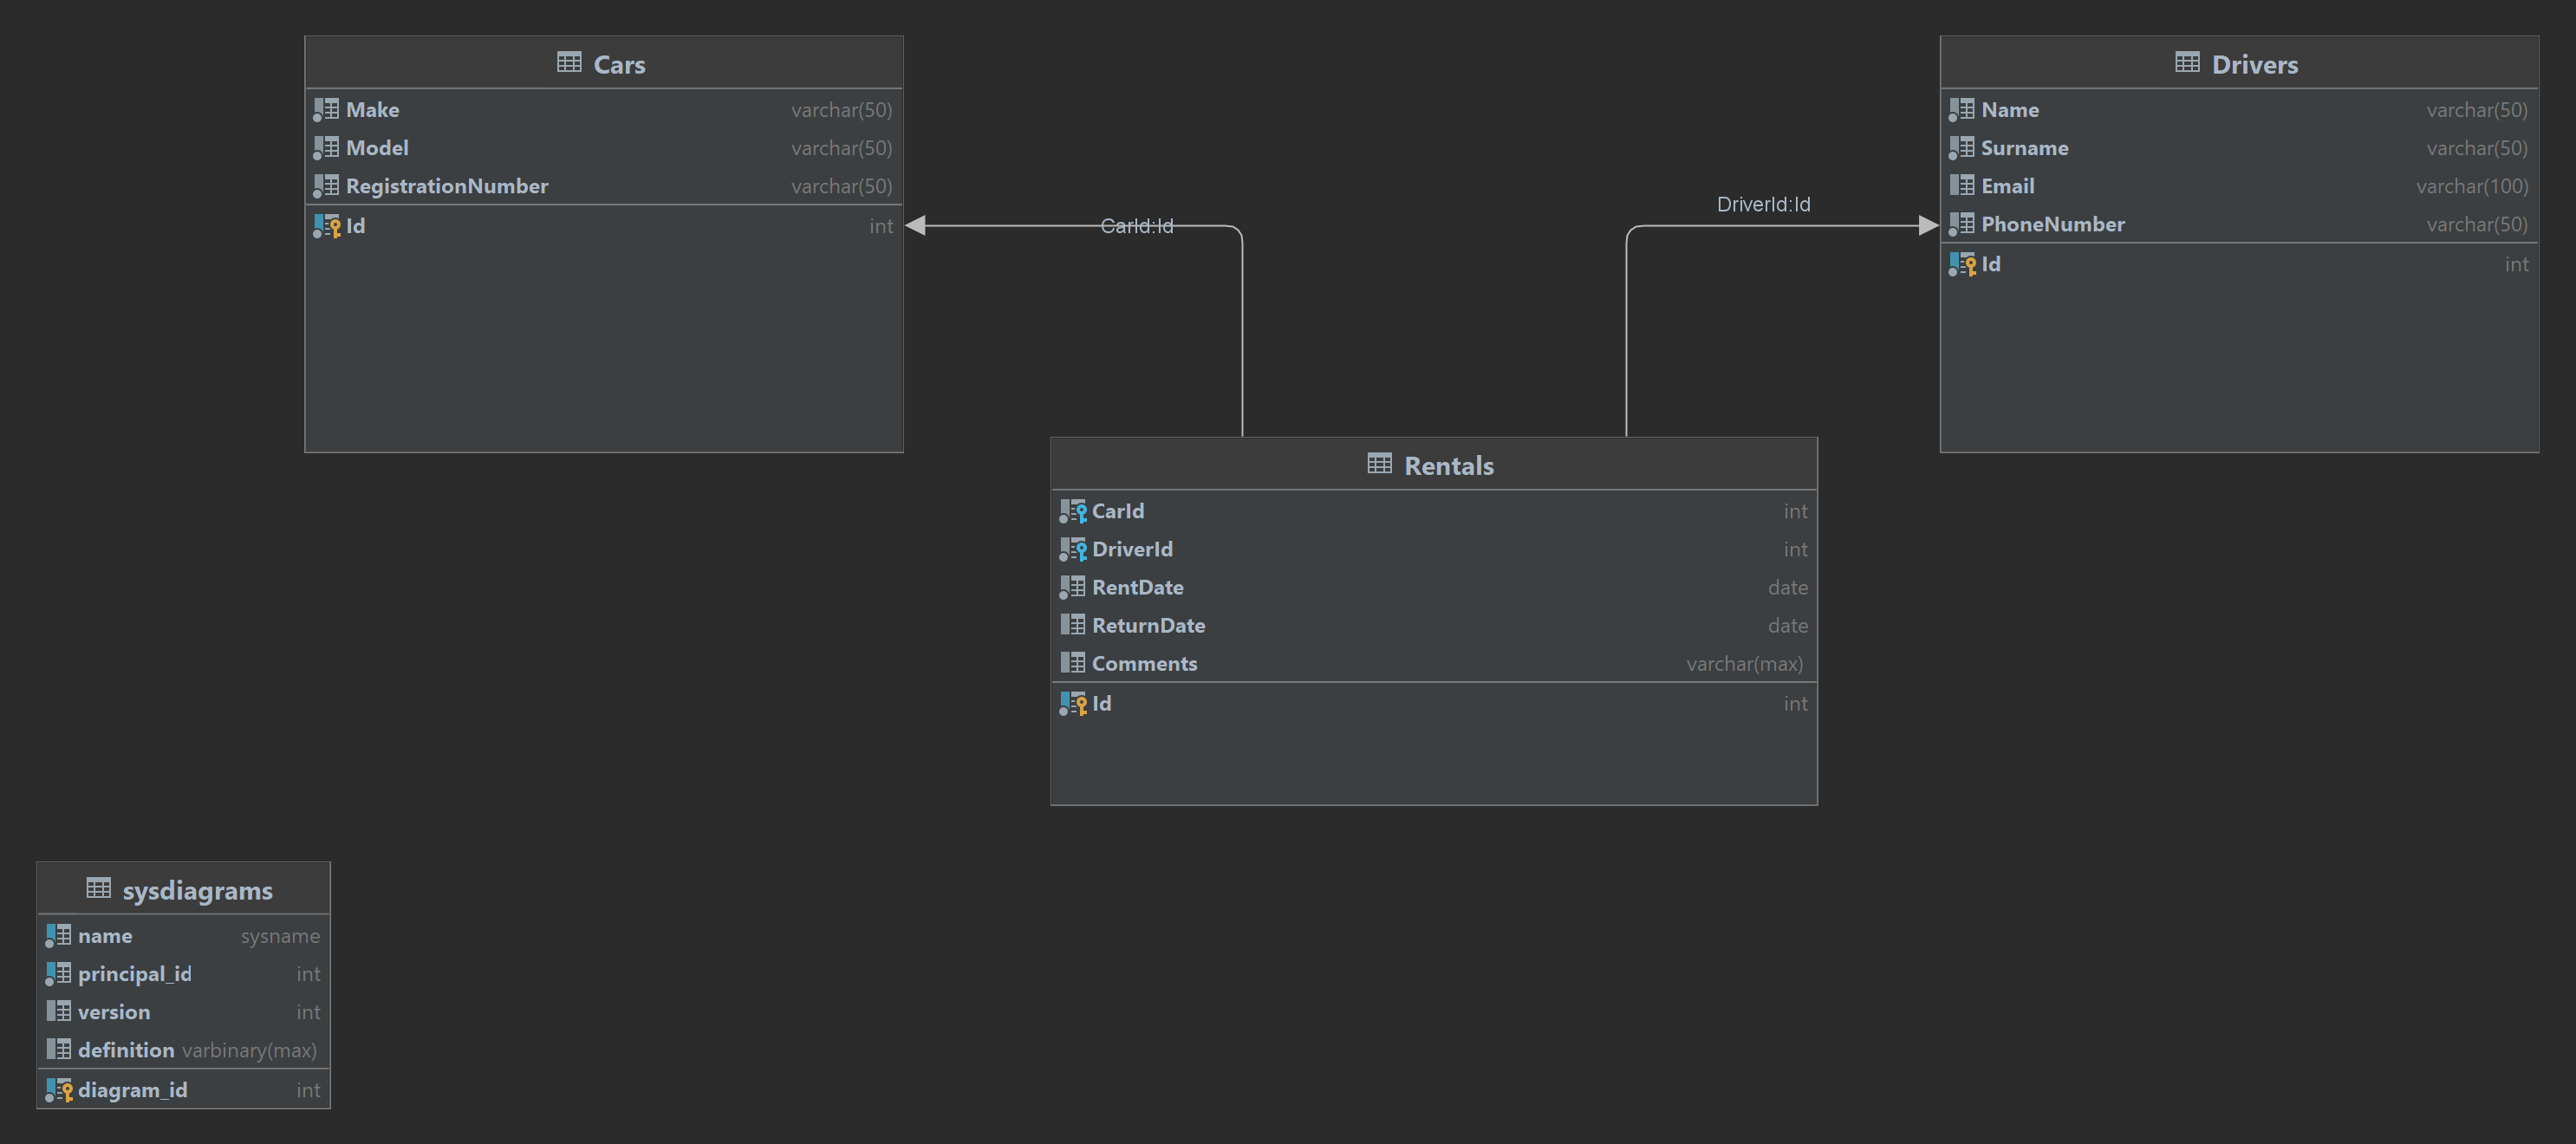 Cars
Make varchar(50)
Model varchar(50)
RegistrationNumber varchar(50)
Id int
CarId:Id
Drivers
Name varchar(50)
Surname varchar(50)
Email varchar(100)
PhoneNumber varchar(50)
Id int
DriverId:Id
Rentals
CarId int
DriverId int
RentDate date
ReturnDate date
Comments varchar(max)
Id int
sysdiagrams
name sysname
principal_id int
version int
definition varbinary(max)
diagram_id int